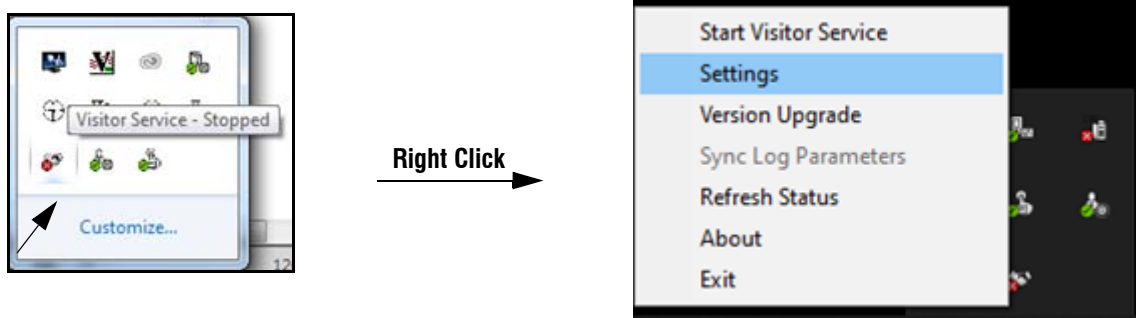 Visitor Service - Stopped
Customize...
12
Right Click
Start Visitor Service
Settings
Version Upgrade
Sync Log Parameters
Refresh Status
About
Exit